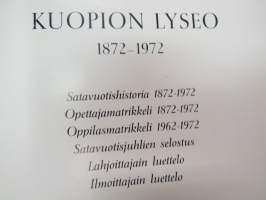 KUOPION LYSEO
1872–1972
Satavuotishistoria 1872-1972
Opettajamatrikkeli 1872-1972
Oppilasmatrikkeli 1962-1972
Satavuotisjuhlien selostus
Lahjoittajain luettelo
Ilmoittajain luettelo